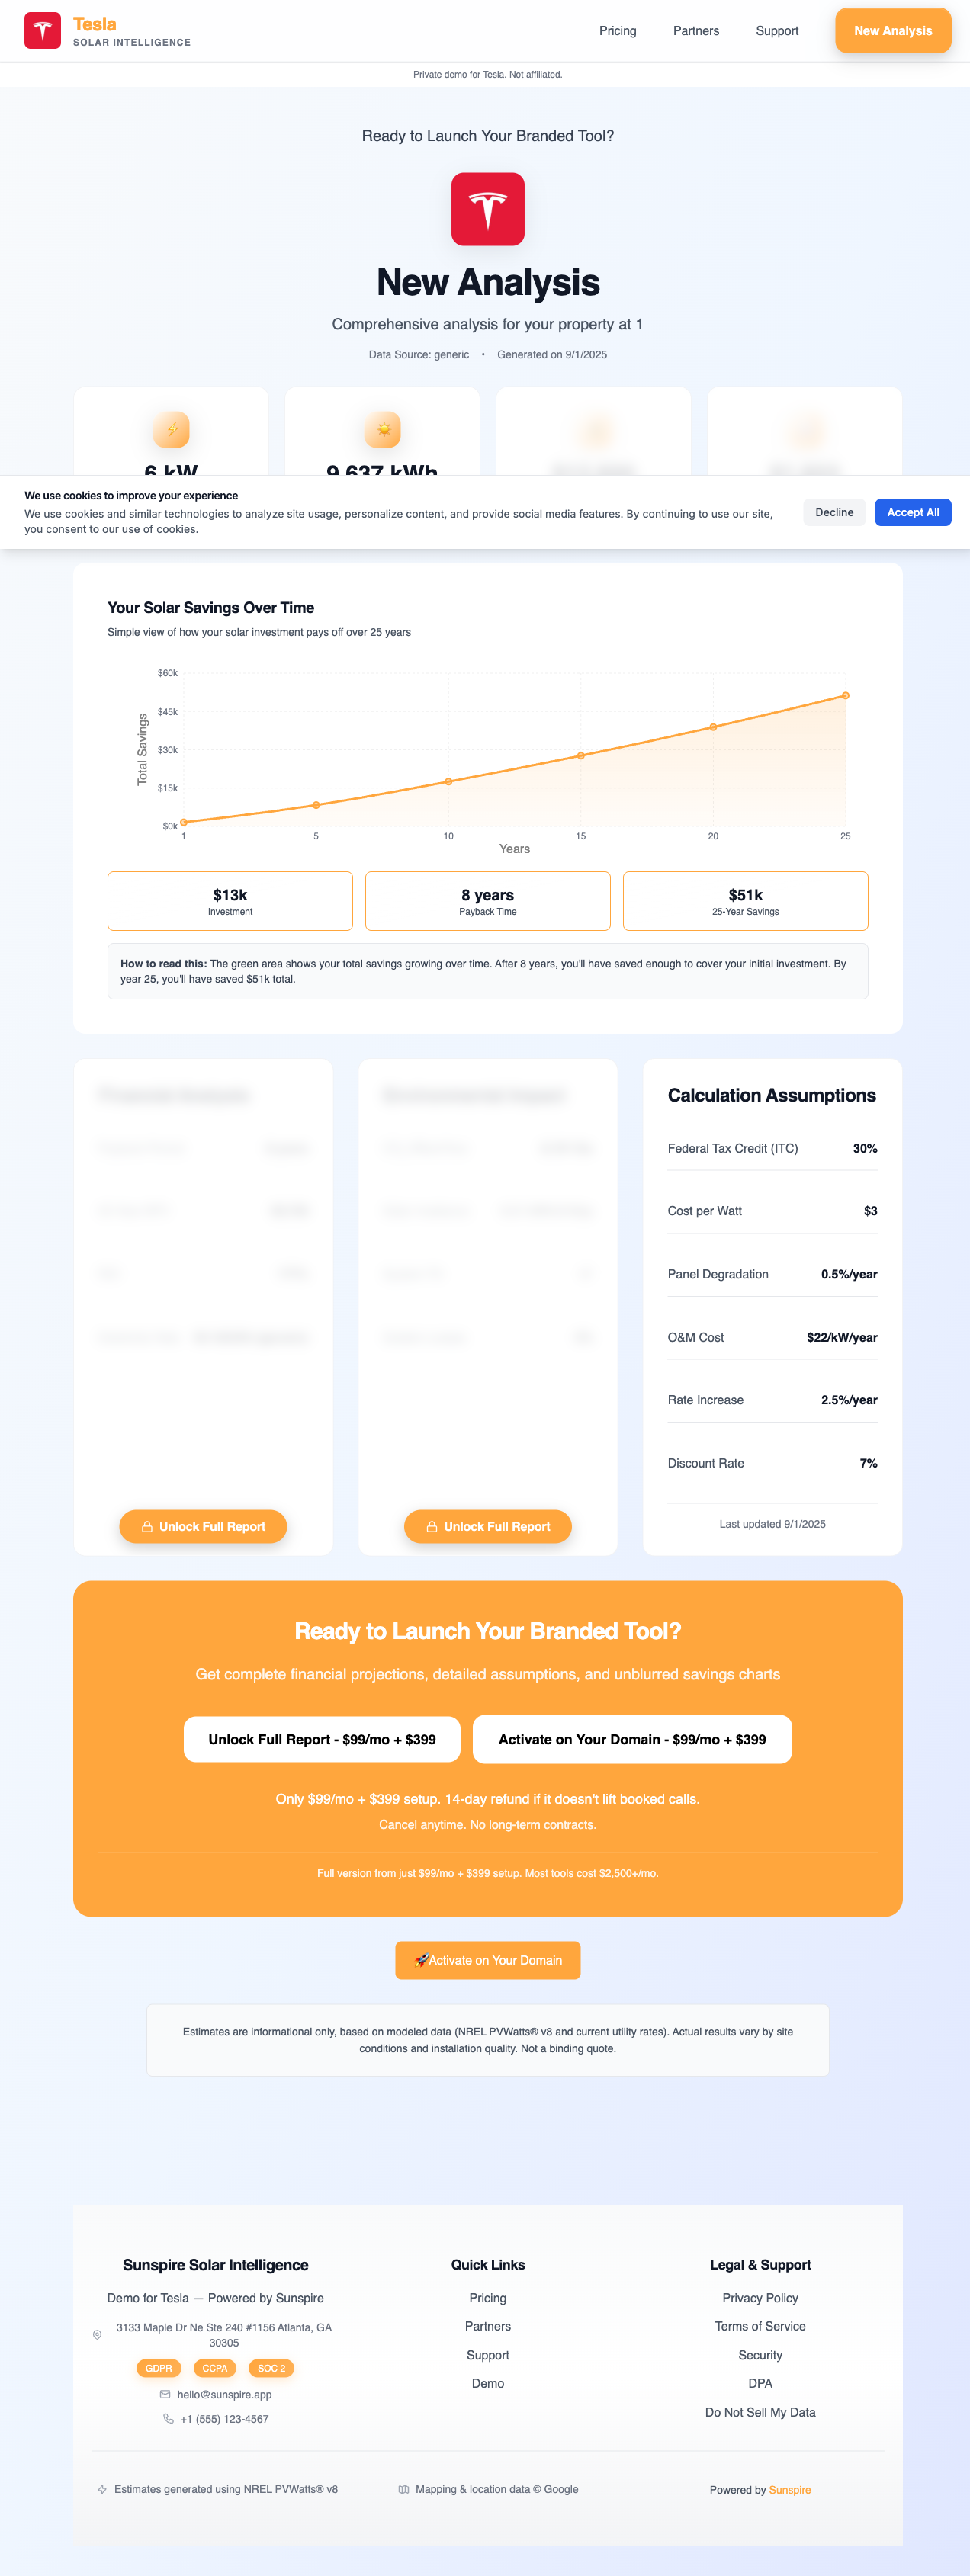 Tesla
SOLAR INTELLIGENCE
Pricing
Partners
Support
New Analysis
Private demo for Tesla. Not affiliated.
Ready to Launch Your Branded Tool?
New Analysis
Comprehensive analysis for your property at 1
Data Source: generic • Generated on 9/1/2025
6 kW
9,637 kWh
We use cookies to improve your experience
We use cookies and similar technologies to analyze site usage, personalize content, and provide social media features. By continuing to use our site,
you consent to our use of cookies.
Decline
Accept All
Your Solar Savings Over Time
Simple view of how your solar investment pays off over 25 years
$60k
$45k
$30k
$15k
$0k
Total Savings
1
5
10
15
20
25
Years
$13k
Investment
8 years
Payback Time
$51k
25-Year Savings
How to read this: The green area shows your total savings growing over time. After 8 years, you'll have saved enough to cover your initial investment. By
year 25, you'll have saved $51k total.
Unlock Full Report
Unlock Full Report
Calculation Assumptions
Federal Tax Credit (ITC) 30%
Cost per Watt $3
Panel Degradation 0.5%/year
O&M Cost $22/kW/year
Rate Increase 2.5%/year
Discount Rate 7%
Last updated 9/1/2025
Ready to Launch Your Branded Tool?
Get complete financial projections, detailed assumptions, and unblurred savings charts
Unlock Full Report - $99/mo + $399
Activate on Your Domain - $99/mo + $399
Only $99/mo + $399 setup. 14-day refund if it doesn't lift booked calls.
Cancel anytime. No long-term contracts.
Full version from just $99/mo + $399 setup. Most tools cost $2,500+/mo.
🚀Activate on Your Domain
Estimates are informational only, based on modeled data (NREL PVWatts® v8 and current utility rates). Actual results vary by site
conditions and installation quality. Not a binding quote.
Sunspire Solar Intelligence
Demo for Tesla — Powered by Sunspire
3133 Maple Dr Ne Ste 240 #1156 Atlanta, GA
30305
GDPR
CCPA
SOC 2
hello@sunspire.app
+1 (555) 123-4567
Quick Links
Pricing
Partners
Support
Demo
Legal & Support
Privacy Policy
Terms of Service
Security
DPA
Do Not Sell My Data
Estimates generated using NREL PVWatts® v8
Mapping & location data © Google
Powered by Sunspire